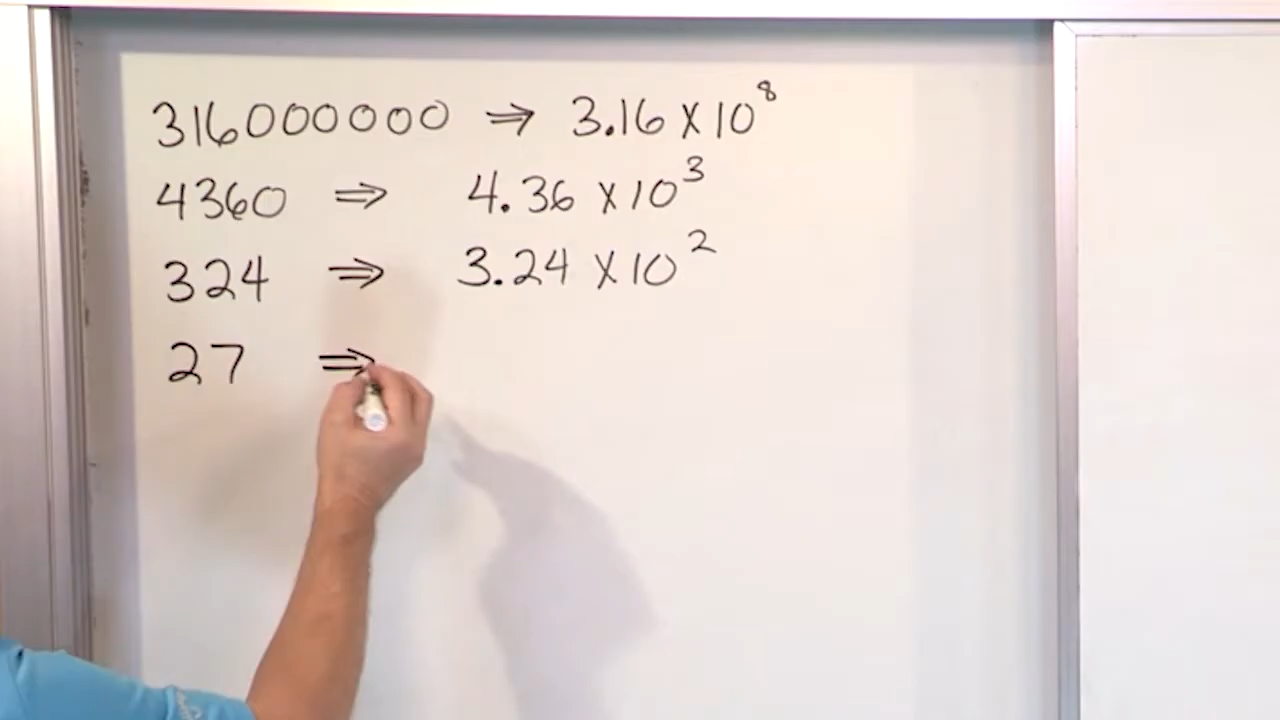 316000000 ⇒ 3.16 X 10⁸
4360 ⇒ 4.36 X 10³
324 ⇒ 3.24 X 10²
27 ⇒